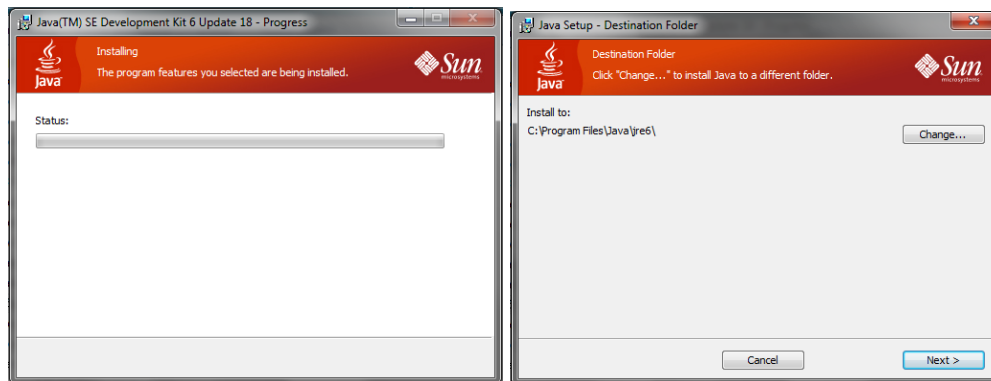 Java(TM) SE Development Kit 6 Update 18 - Progress
Installing
The program features you selected are being installed.
Java
Sun
microsystems
Status:
Java Setup - Destination Folder
Destination Folder
Click "Change..." to install Java to a different folder.
Java
Sun
microsystems
Install to:
C:\Program Files\Java\jre6\
Change...
Cancel
Next >